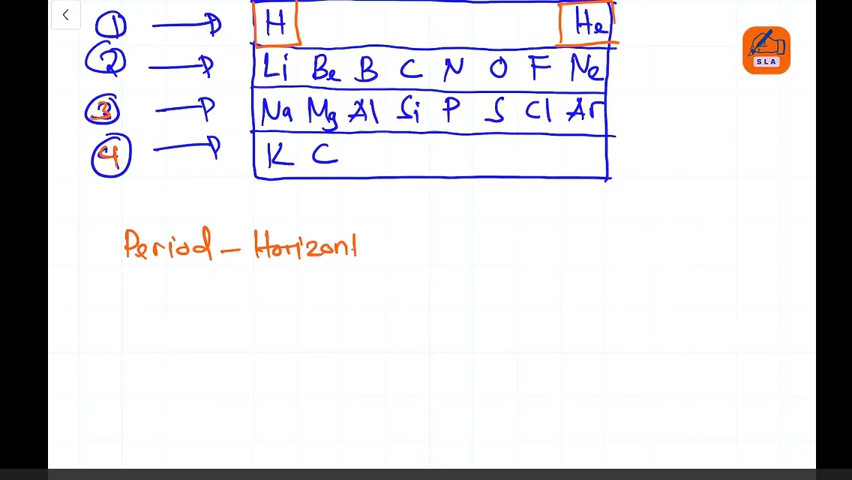 1 → H He
2 → Li Be B C N O F Ne
3 → Na Mg Al Si P S Cl Ar
4 → K C
Period - Horizont
SLA